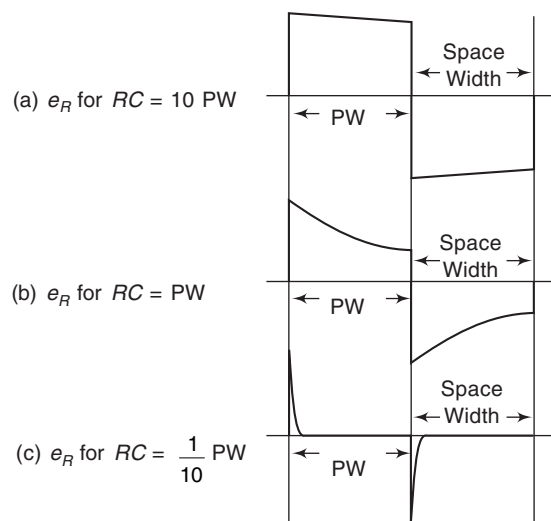 Space
Width
(a) e_R for RC = 10 PW
PW
Space
Width
(b) e_R for RC = PW
PW
Space
Width
(c) e_R for RC = 1/10 PW
PW